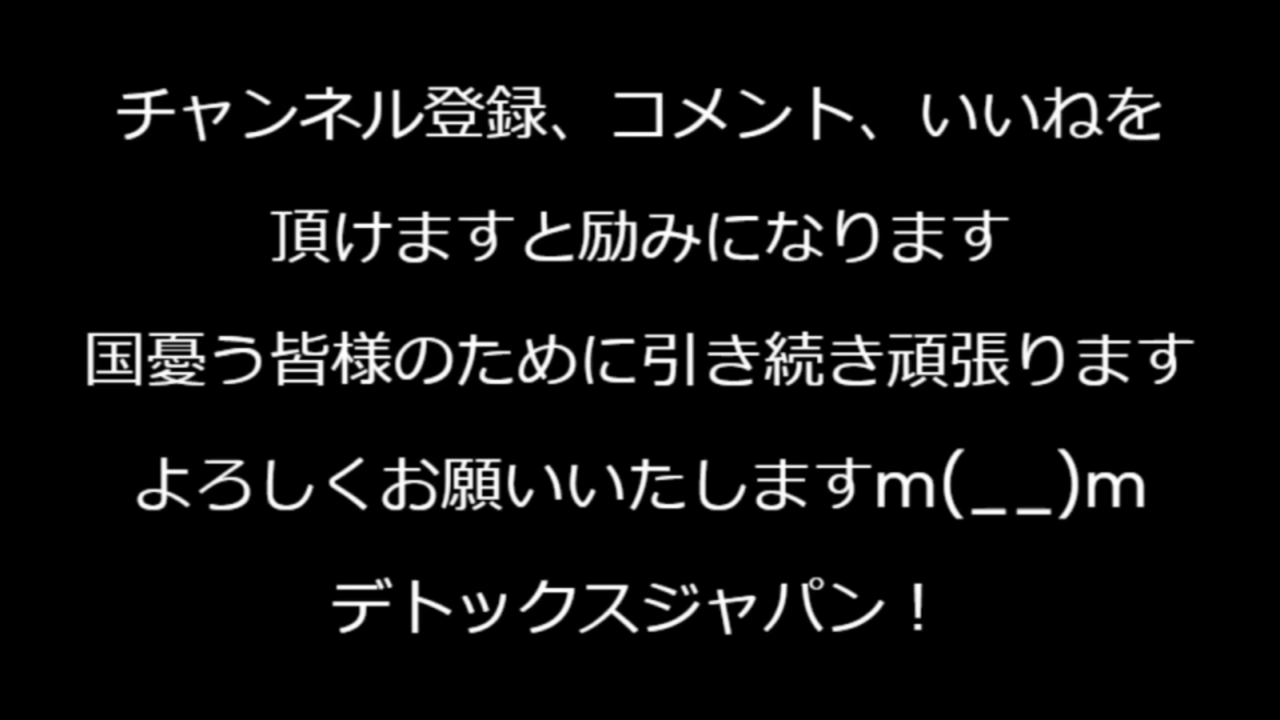 チャンネル登録、コメント、いいねを
頂けますと励みになります
国憂う皆様のために引き続き頑張ります
よろしくお願いいたしますm(__)m
デトックスジャパン！